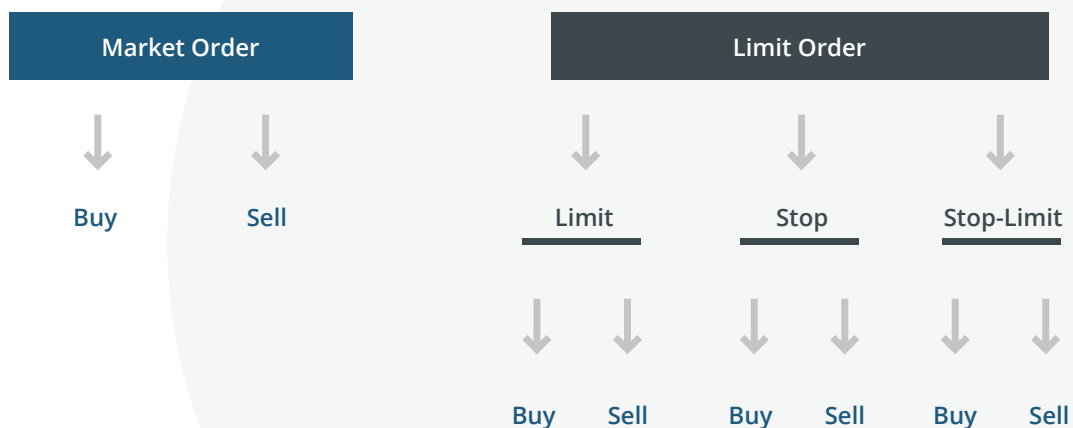 Market Order
Limit Order
Buy
Sell
Limit
Stop
Stop-Limit
Buy
Sell
Buy
Sell
Buy
Sell